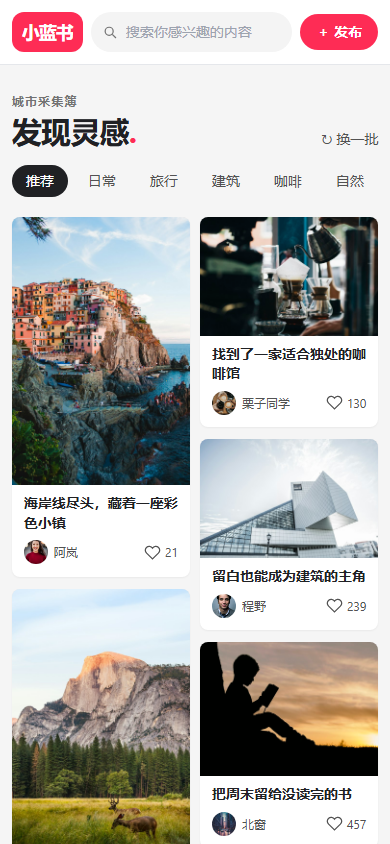 小蓝书
搜索你感兴趣的内容
+ 发布
城市采集簿
发现灵感.
↻ 换一批
推荐
日常
旅行
建筑
咖啡
自然
海岸线尽头，藏着一座彩
色小镇
阿岚
21
找到了一家适合独处的咖
啡馆
栗子同学
130
留白也能成为建筑的主角
程野
239
把周末留给没读完的书
北窗
457